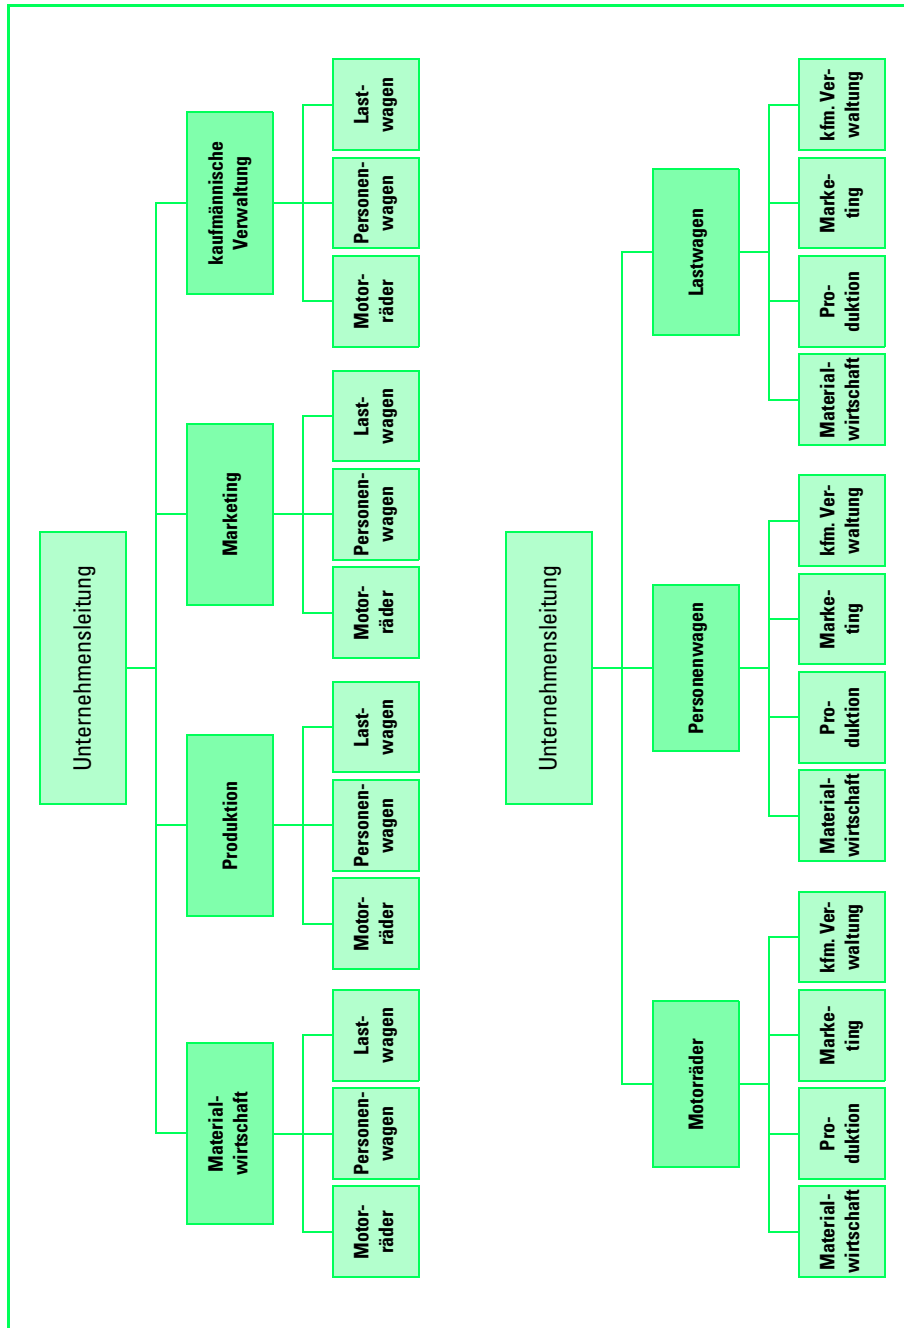 Unternehmensleitung
Material-
wirtschaft
Produktion
Marketing
kaufmännische
Verwaltung
Motor-
räder
Personen-
wagen
Last-
wagen
Motor-
räder
Personen-
wagen
Last-
wagen
Motor-
räder
Personen-
wagen
Last-
wagen
Motor-
räder
Personen-
wagen
Last-
wagen
Unternehmensleitung
Motorräder
Personenwagen
Lastwagen
Material-
wirtschaft
Pro-
duktion
Marke-
ting
kfm. Ver-
waltung
Material-
wirtschaft
Pro-
duktion
Marke-
ting
kfm. Ver-
waltung
Material-
wirtschaft
Pro-
duktion
Marke-
ting
kfm. Ver-
waltung